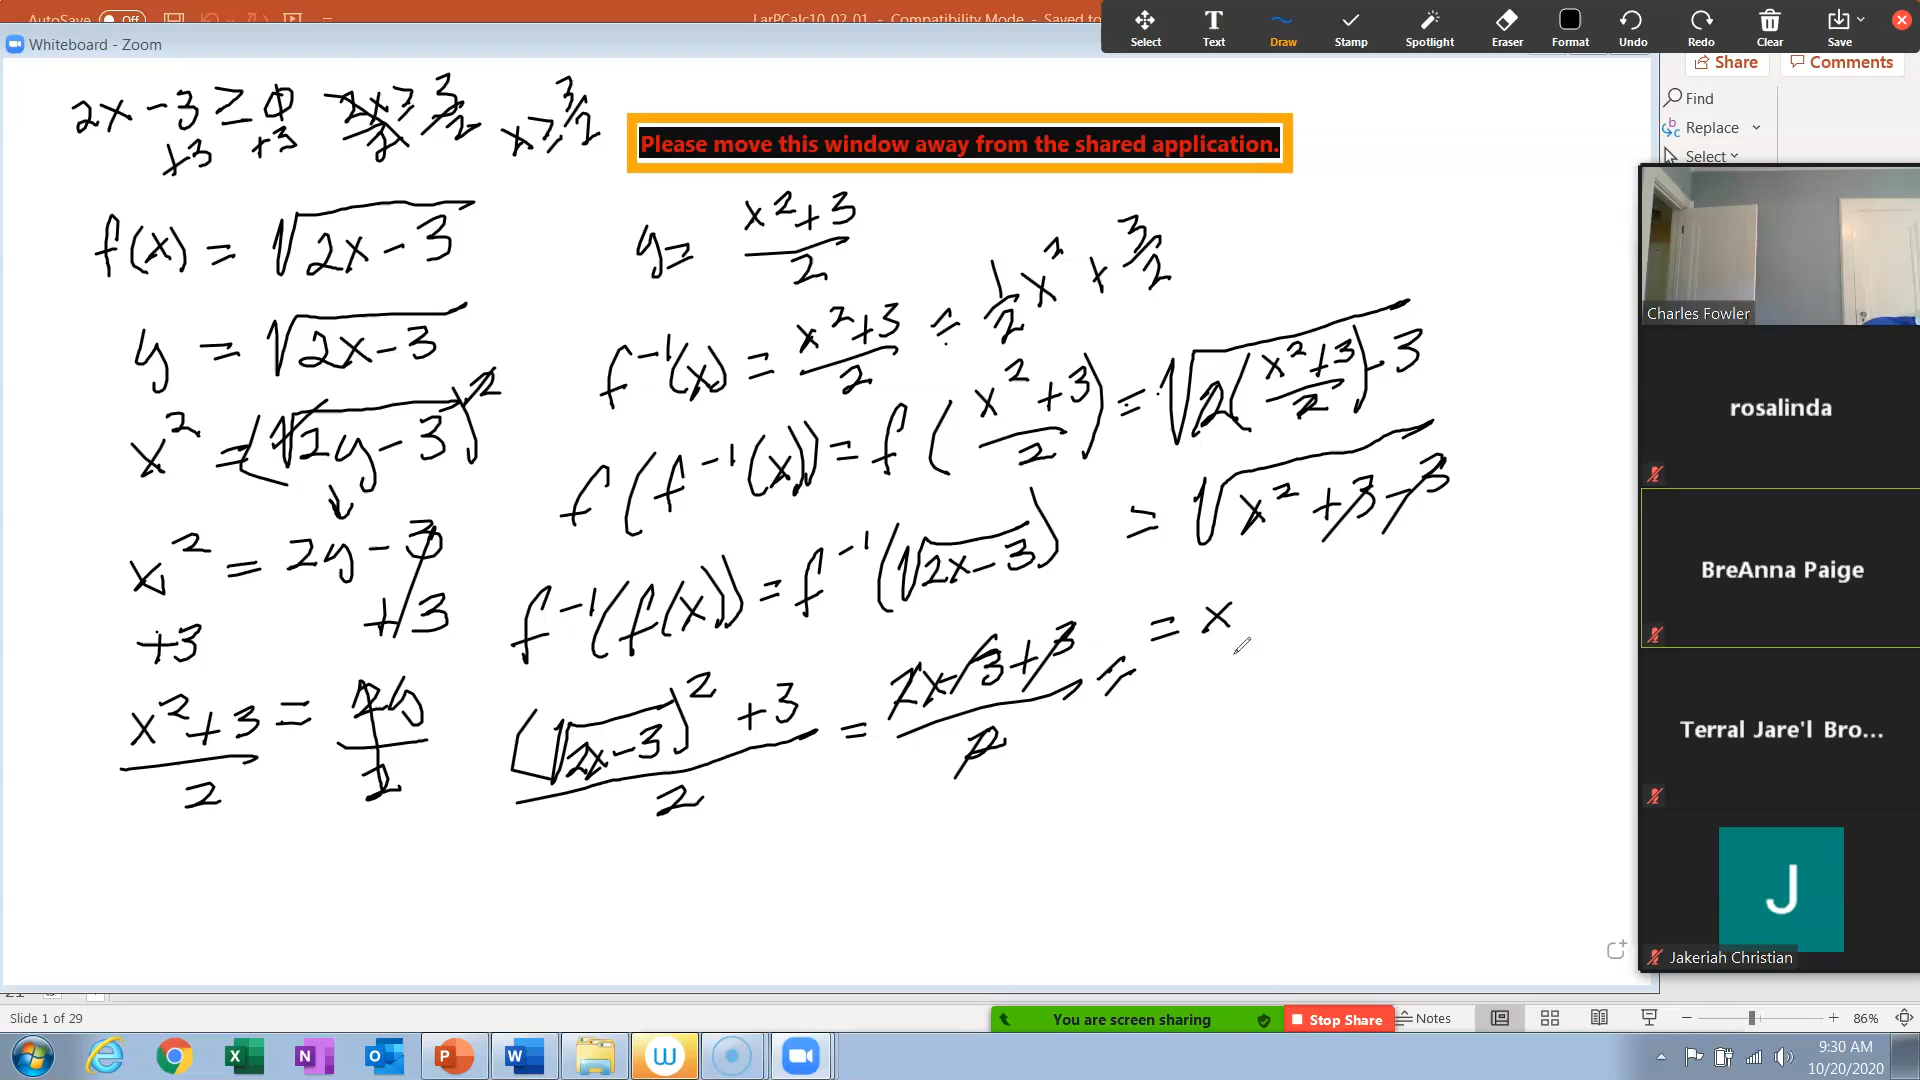 AutoSave Off LarPCalc10_02_01 - Compatibility Mode - Saved to
Whiteboard - Zoom
Select Text Draw Stamp Spotlight Eraser Format Undo Redo Clear Save
Share Comments
Find
Replace
Select
Please move this window away from the shared application.
2x - 3 ≥ 0 2x ≥ 3 x ≥ 3/2
+3 +3 2 2
f(x) = √(2x - 3)
y = √(2x - 3)
x² = (√(2y - 3))²
x² = 2y - 3
+3 +3
(x² + 3)/2 = 2y/2
y = (x² + 3)/2
f⁻¹(x) = (x² + 3)/2 = 1/2 x² + 3/2
f(f⁻¹(x)) = f((x² + 3)/2) = √(2((x² + 3)/2) - 3)
= √(x² + 3 - 3)
= x
f⁻¹(f(x)) = f⁻¹(√(2x - 3))
((√(2x - 3))² + 3)/2 = (2x - 3 + 3)/2 =
Charles Fowler
rosalinda
BreAnna Paige
Terral Jare'l Bro...
J
Jakeriah Christian
Slide 1 of 29
You are screen sharing Stop Share Notes 86%
9:30 AM
10/20/2020